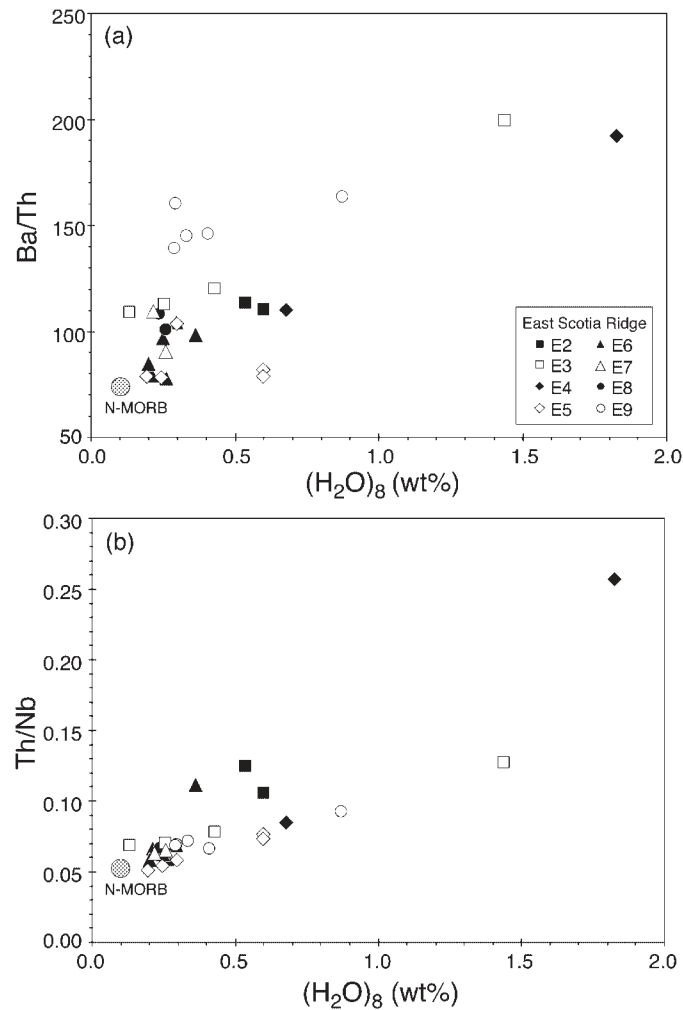 (a)
250
200
150
100
50
Ba/Th
East Scotia Ridge
E2 E6
E3 E7
E4 E8
E5 E9
N-MORB
0.0 0.5 1.0 1.5 2.0
(H₂O)₈ (wt%)
(b)
0.30
0.25
0.20
0.15
0.10
0.05
0.00
Th/Nb
N-MORB
0.0 0.5 1.0 1.5 2.0
(H₂O)₈ (wt%)